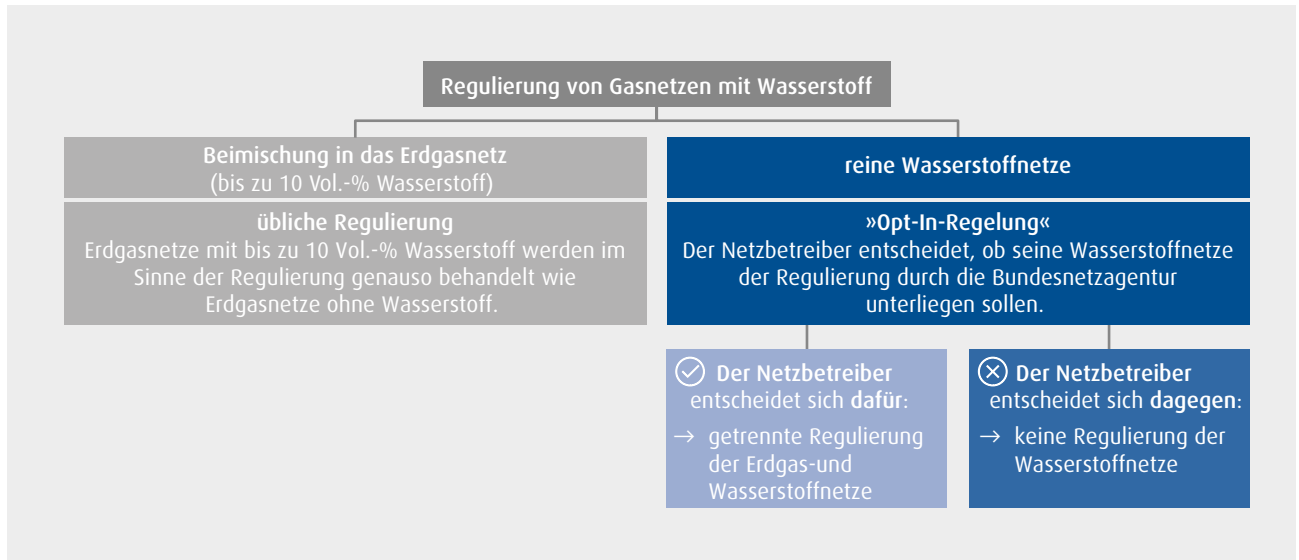 Regulierung von Gasnetzen mit Wasserstoff
Beimischung in das Erdgasnetz
(bis zu 10 Vol.-% Wasserstoff)
übliche Regulierung
Erdgasnetze mit bis zu 10 Vol.-% Wasserstoff werden im
Sinne der Regulierung genauso behandelt wie
Erdgasnetze ohne Wasserstoff.
reine Wasserstoffnetze
»Opt-In-Regelung«
Der Netzbetreiber entscheidet, ob seine Wasserstoffnetze
der Regulierung durch die Bundesnetzagentur
unterliegen sollen.
Der Netzbetreiber
entscheidet sich dafür:
→ getrennte Regulierung
der Erdgas-und
Wasserstoffnetze
Der Netzbetreiber
entscheidet sich dagegen:
→ keine Regulierung der
Wasserstoffnetze